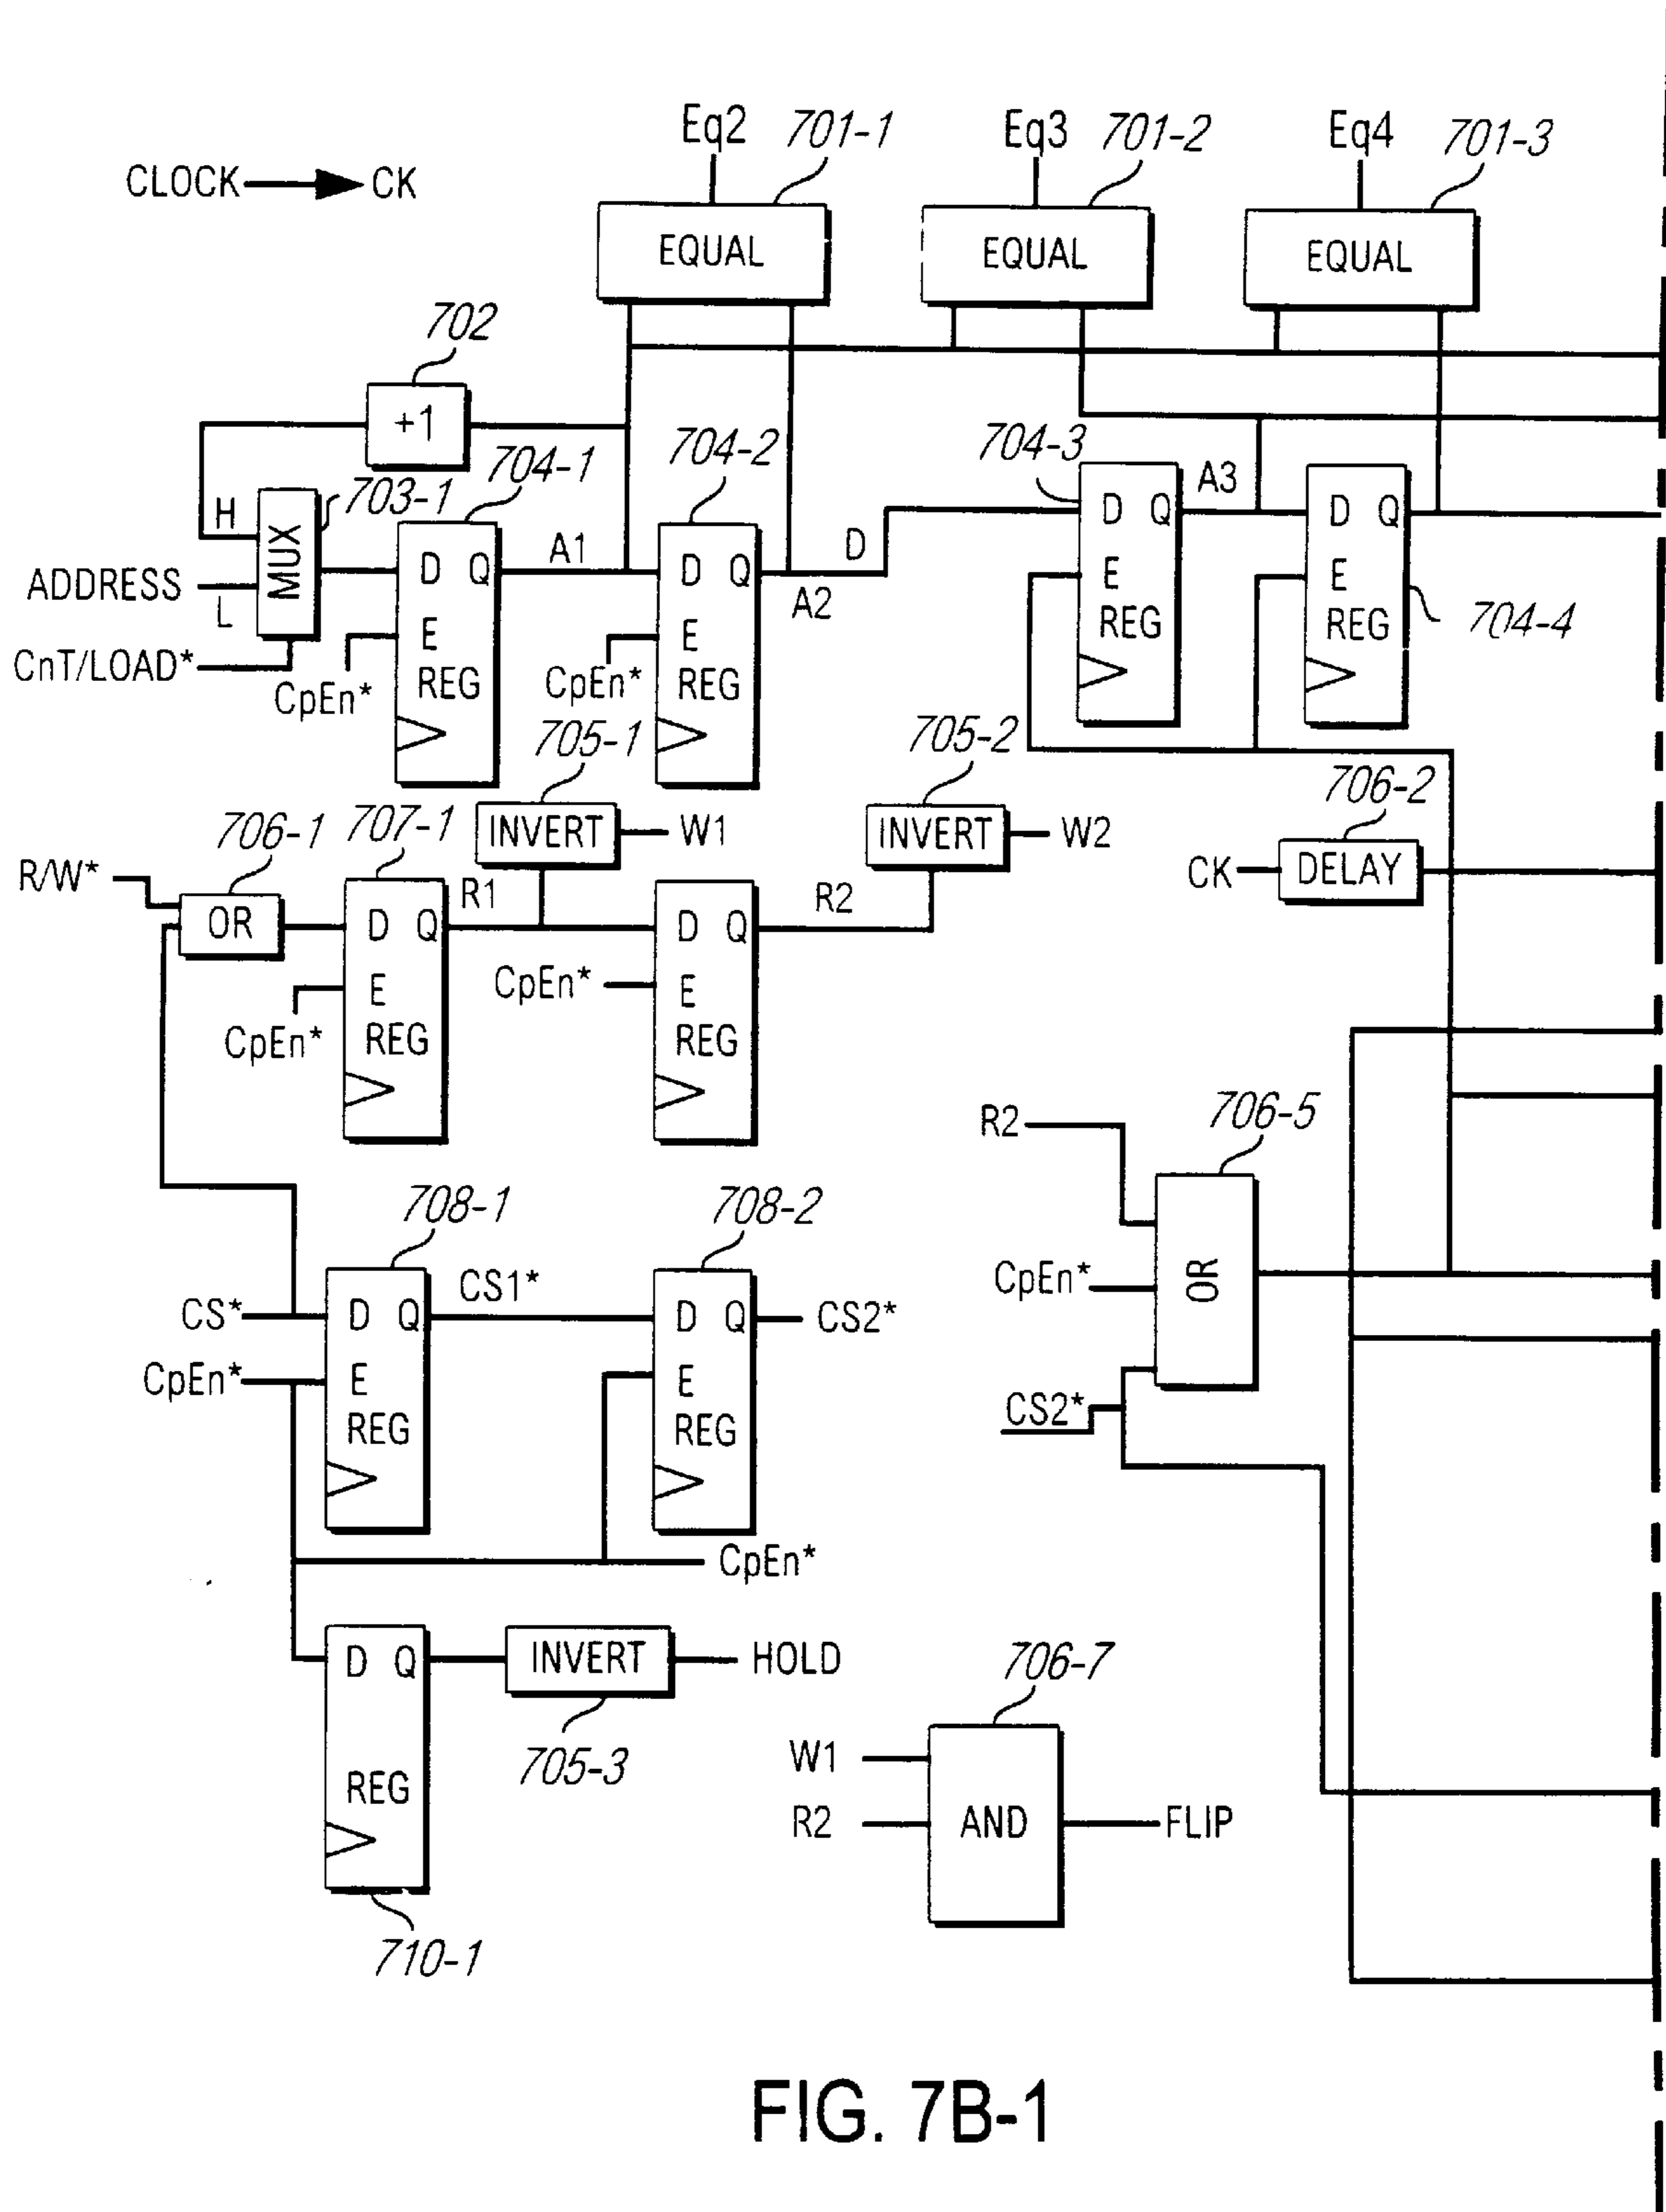 Eq2 701-1 Eq3 701-2 Eq4 701-3
CLOCK CK
EQUAL EQUAL EQUAL
702
+1
704-1 704-2 704-3 A3
H 703-1
MUX
D Q A1 D Q D D Q D Q
ADDRESS
L
A2
E E E E
REG REG REG REG
704-4
CnT/LOAD*
CpEn* CpEn*
705-1 705-2
706-1 707-1 INVERT W1 INVERT W2 706-2
R/W*
OR
CK DELAY
D Q R1 D Q R2
E CpEn* E
CpEn* REG REG
R2 706-5
708-1 708-2
CpEn* OR
CS* D Q CS1* D Q CS2*
CpEn* E E
CS2*
REG REG
CpEn*
D Q INVERT HOLD
706-7
705-3
REG
W1
R2 AND FLIP
710-1
FIG. 7B-1